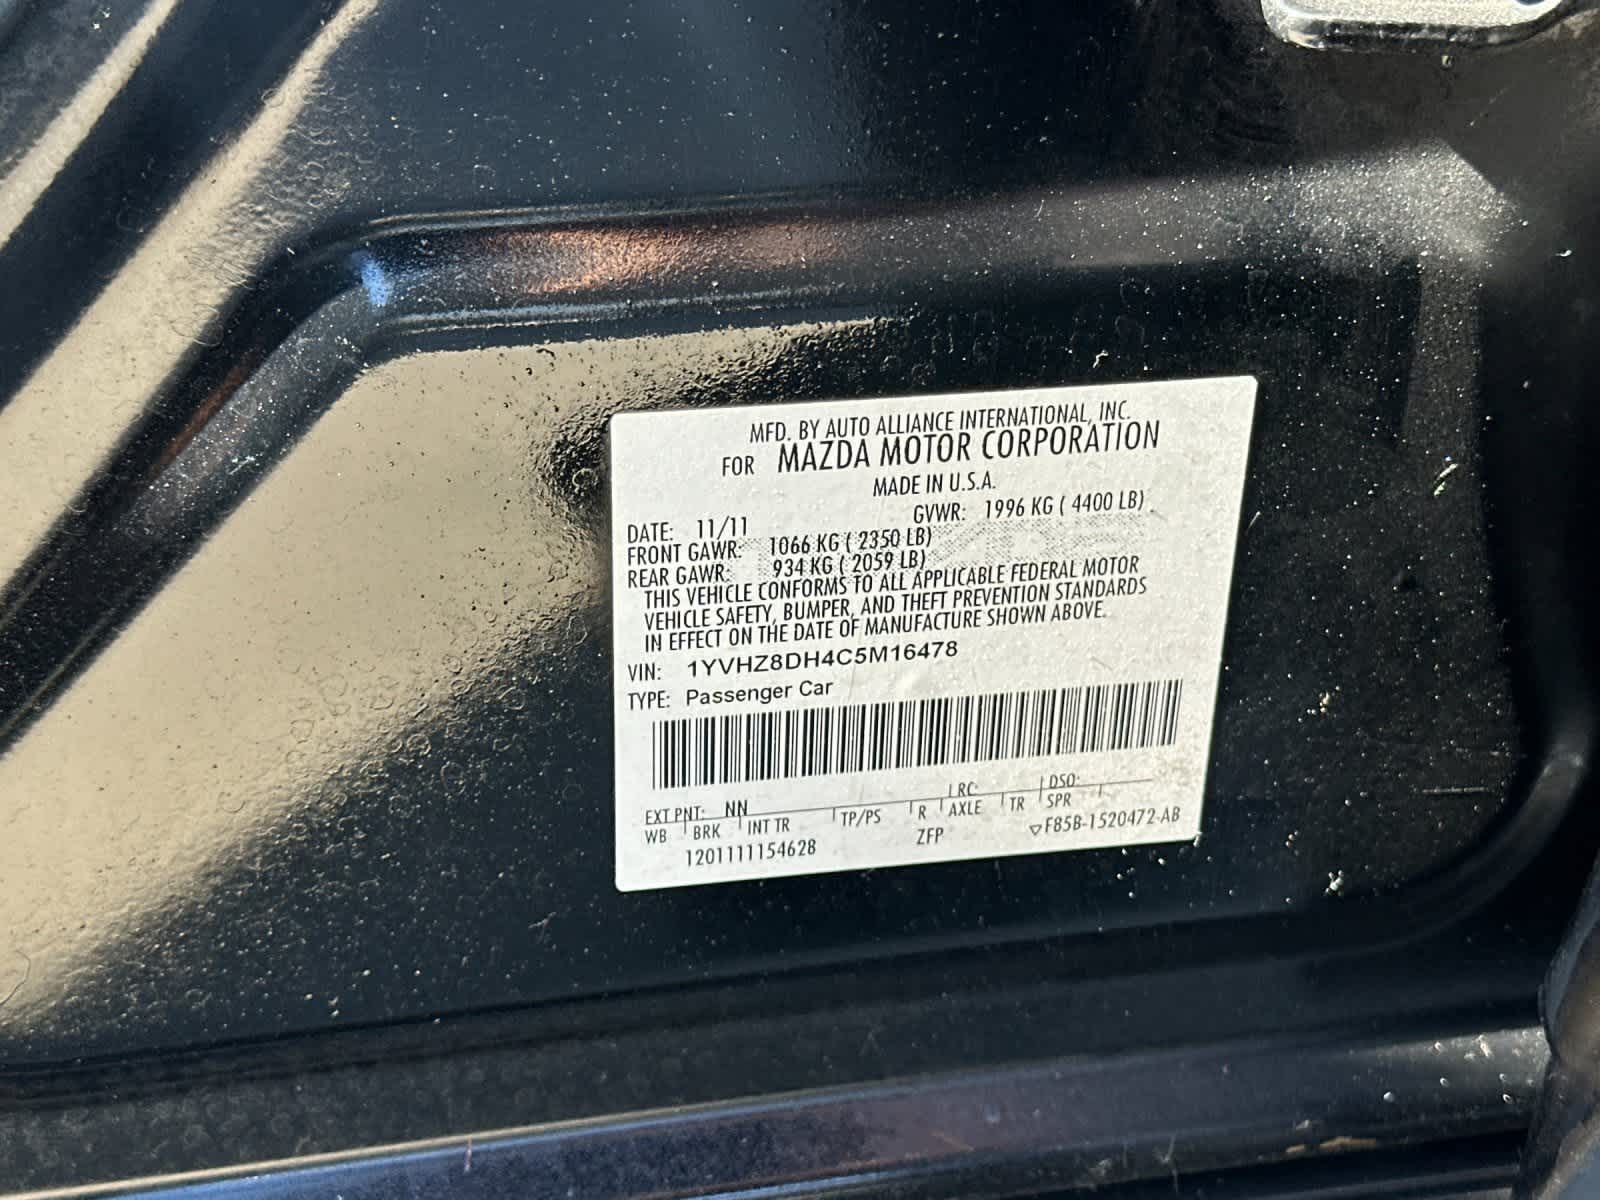 MFD. BY AUTO ALLIANCE INTERNATIONAL, INC.
FOR MAZDA MOTOR CORPORATION
MADE IN U.S.A.
DATE: 11/11 GVWR: 1996 KG ( 4400 LB)
FRONT GAWR: 1066 KG ( 2350 LB)
REAR GAWR: 934 KG ( 2059 LB)
THIS VEHICLE CONFORMS TO ALL APPLICABLE FEDERAL MOTOR
VEHICLE SAFETY, BUMPER, AND THEFT PREVENTION STANDARDS
IN EFFECT ON THE DATE OF MANUFACTURE SHOWN ABOVE.
VIN: 1YVHZ8DH4C5M16478
TYPE: Passenger Car
EXT PNT: NN RC: DSO:
WB BRK INT TR TP/PS R AXLE TR SPR
1201111154628 ZFP ▽F85B-1520472-AB